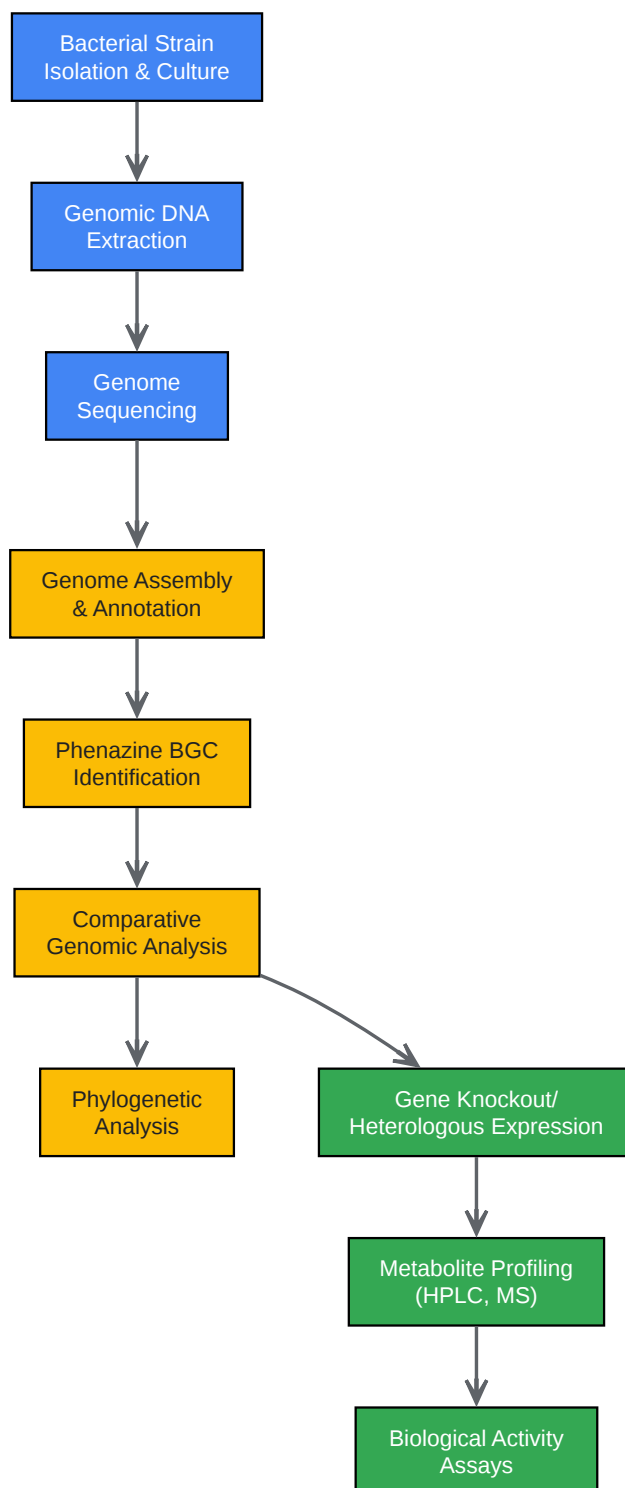 Bacterial Strain
Isolation & Culture
Genomic DNA
Extraction
Genome
Sequencing
Genome Assembly
& Annotation
Phenazine BGC
Identification
Comparative
Genomic Analysis
Phylogenetic
Analysis
Gene Knockout/
Heterologous Expression
Metabolite Profiling
(HPLC, MS)
Biological Activity
Assays